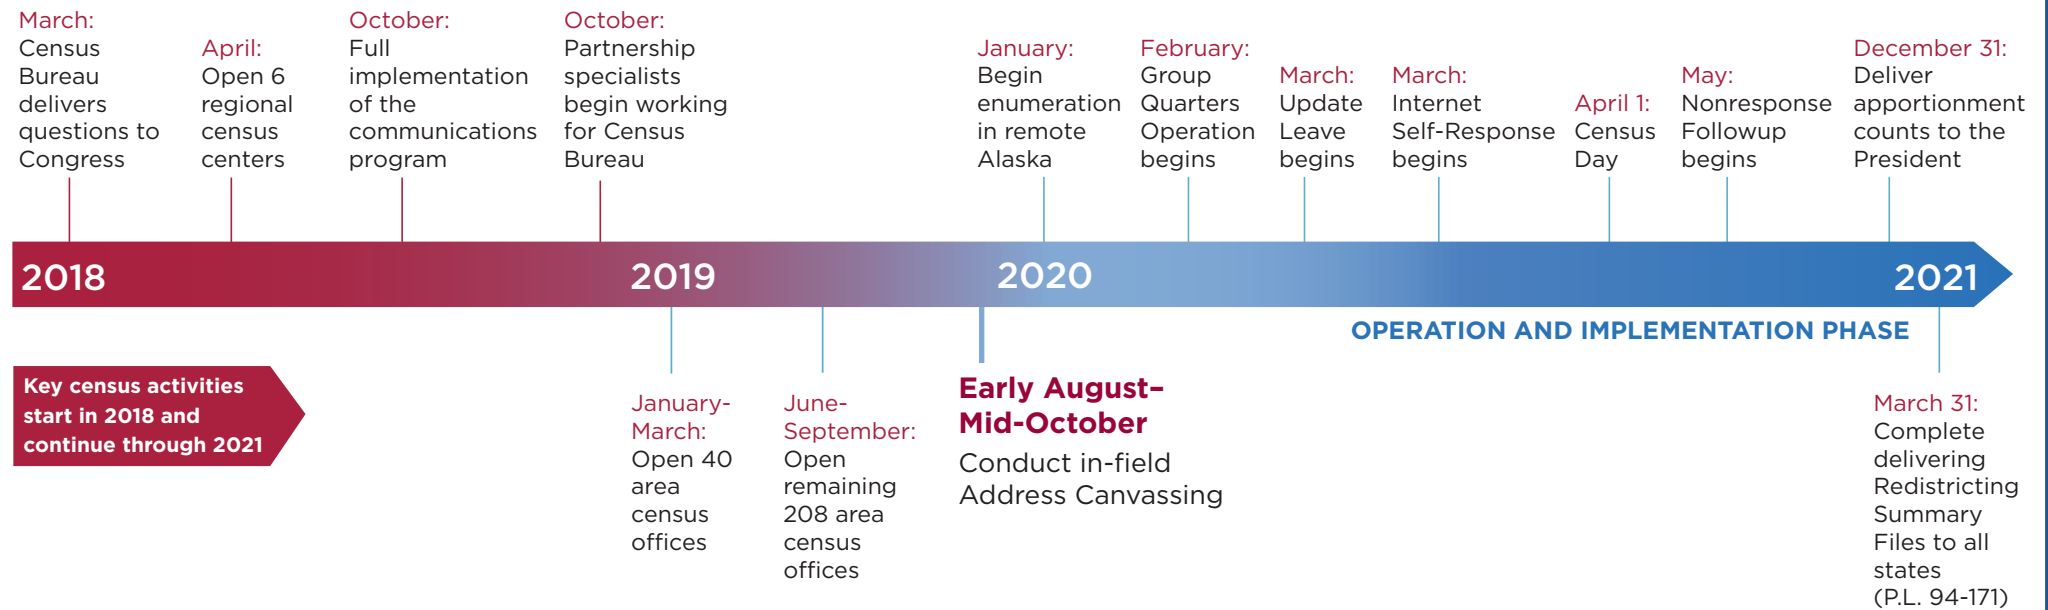 March:
Census
Bureau
delivers
questions to
Congress
April:
Open 6
regional
census
centers
October:
Full
implementation
of the
communications
program
October:
Partnership
specialists
begin working
for Census
Bureau
January:
Begin
enumeration
in remote
Alaska
February:
Group
Quarters
Operation
begins
March:
Update
Leave
begins
March:
Internet
Self-Response
begins
April 1:
Census
Day
May:
Nonresponse
Followup
begins
December 31:
Deliver
apportionment
counts to the
President
2018
2019
2020
2021
OPERATION AND IMPLEMENTATION PHASE
Key census activities
start in 2018 and
continue through 2021
January-
March:
Open 40
area
census
offices
June-
September:
Open
remaining
208 area
census
offices
Early August–
Mid-October
Conduct in-field
Address Canvassing
March 31:
Complete
delivering
Redistricting
Summary
Files to all
states
(P.L. 94-171)